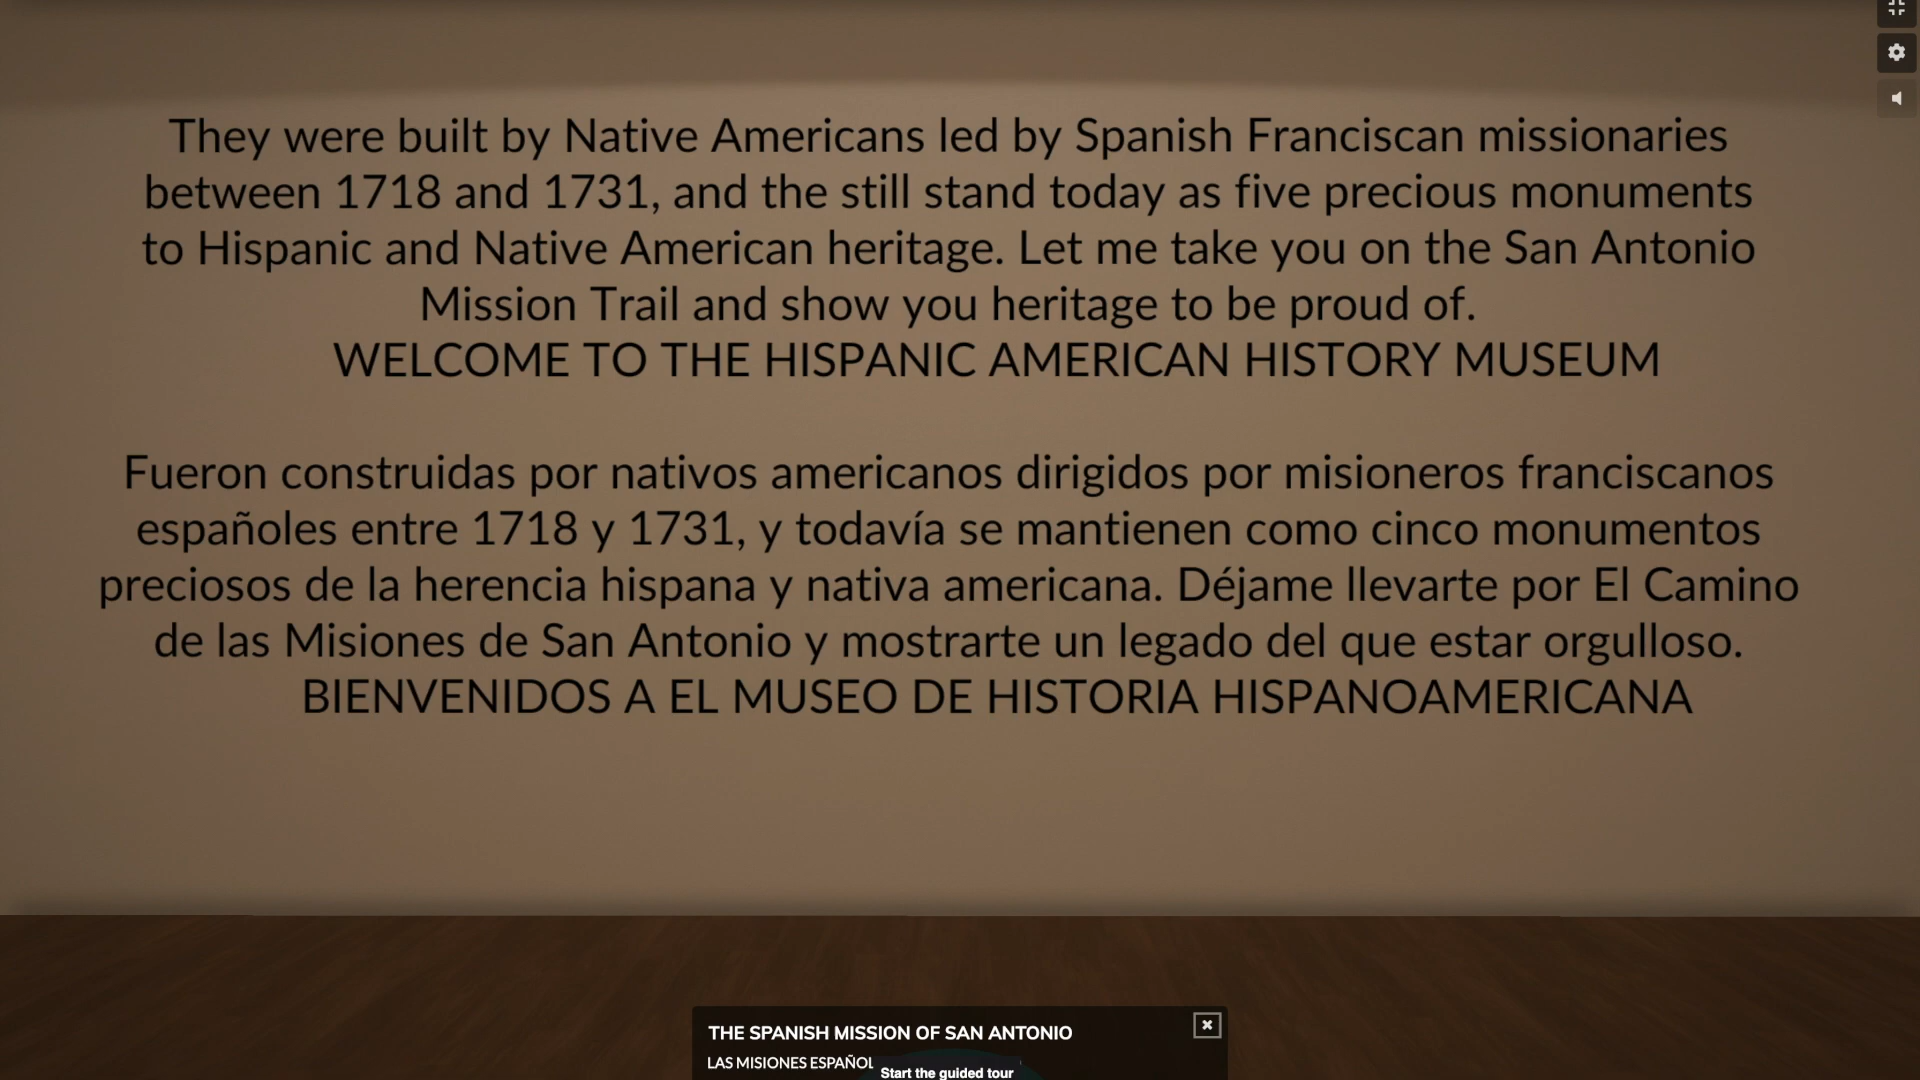 They were built by Native Americans led by Spanish Franciscan missionaries
between 1718 and 1731, and the still stand today as five precious monuments
to Hispanic and Native American heritage. Let me take you on the San Antonio
Mission Trail and show you heritage to be proud of.
WELCOME TO THE HISPANIC AMERICAN HISTORY MUSEUM
Fueron construidas por nativos americanos dirigidos por misioneros franciscanos
españoles entre 1718 y 1731, y todavía se mantienen como cinco monumentos
preciosos de la herencia hispana y nativa americana. Déjame llevarte por El Camino
de las Misiones de San Antonio y mostrarte un legado del que estar orgulloso.
BIENVENIDOS A EL MUSEO DE HISTORIA HISPANOAMERICANA
THE SPANISH MISSION OF SAN ANTONIO
LAS MISIONES
Start the guided tour